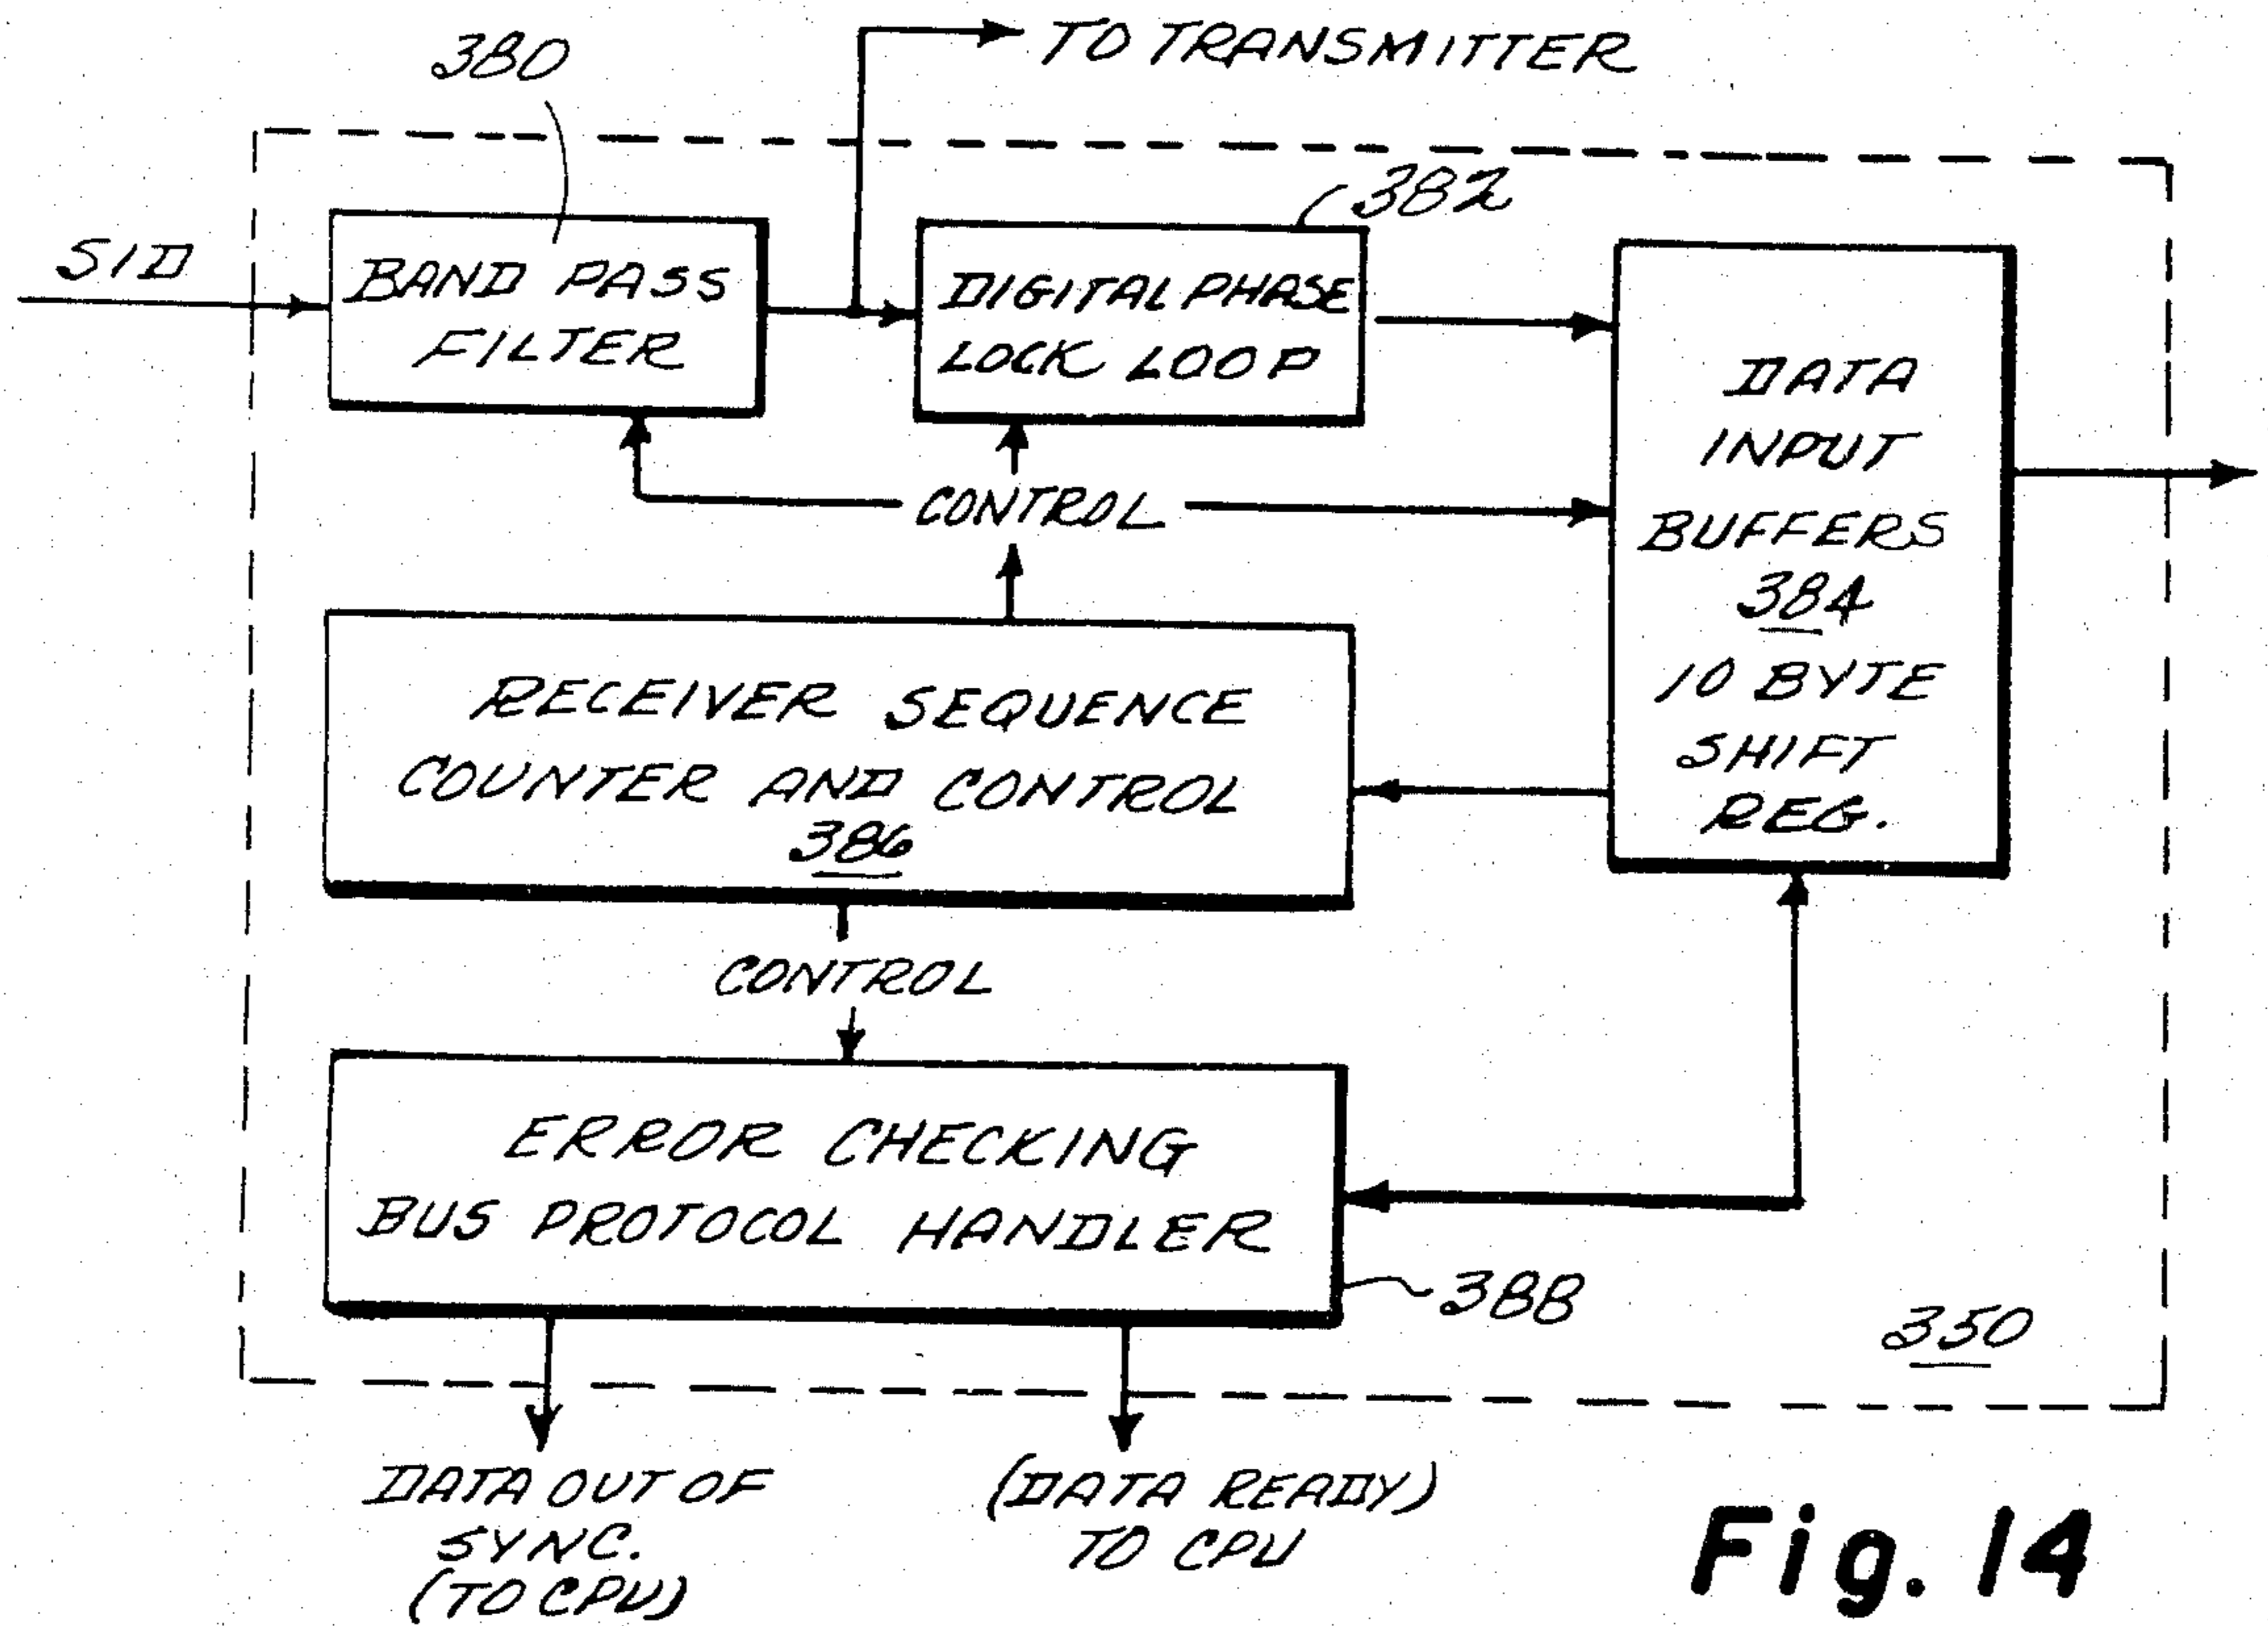 380
TO TRANSMITTER
382
SID
BAND PASS
FILTER
DIGITAL PHASE
LOCK LOOP
DATA
INPUT
BUFFERS
384
10 BYTE
SHIFT
REG.
CONTROL
RECEIVER SEQUENCE
COUNTER AND CONTROL
386
CONTROL
ERROR CHECKING
BUS PROTOCOL HANDLER
388
350
DATA OUT OF
SYNC.
(TO CPU)
(DATA READY)
TO CPU
Fig. 14